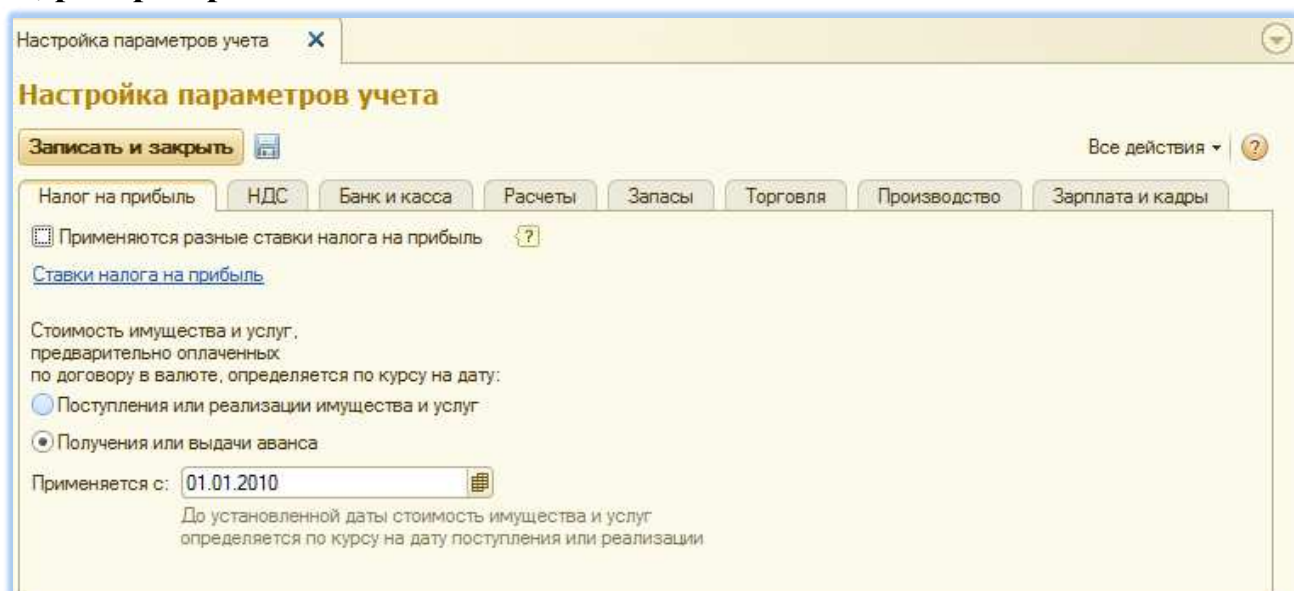 Настройка параметров учета
Настройка параметров учета
Записать и закрыть
Все действия
?
Налог на прибыль НДС Банк и касса Расчеты Запасы Торговля Производство Зарплата и кадры
Применяются разные ставки налога на прибыль ?
Ставки налога на прибыль
Стоимость имущества и услуг,
предварительно оплаченных
по договору в валюте, определяется по курсу на дату:
Поступления или реализации имущества и услуг
Получения или выдачи аванса
Применяется с: 01.01.2010
До установленной даты стоимость имущества и услуг
определяется по курсу на дату поступления или реализации